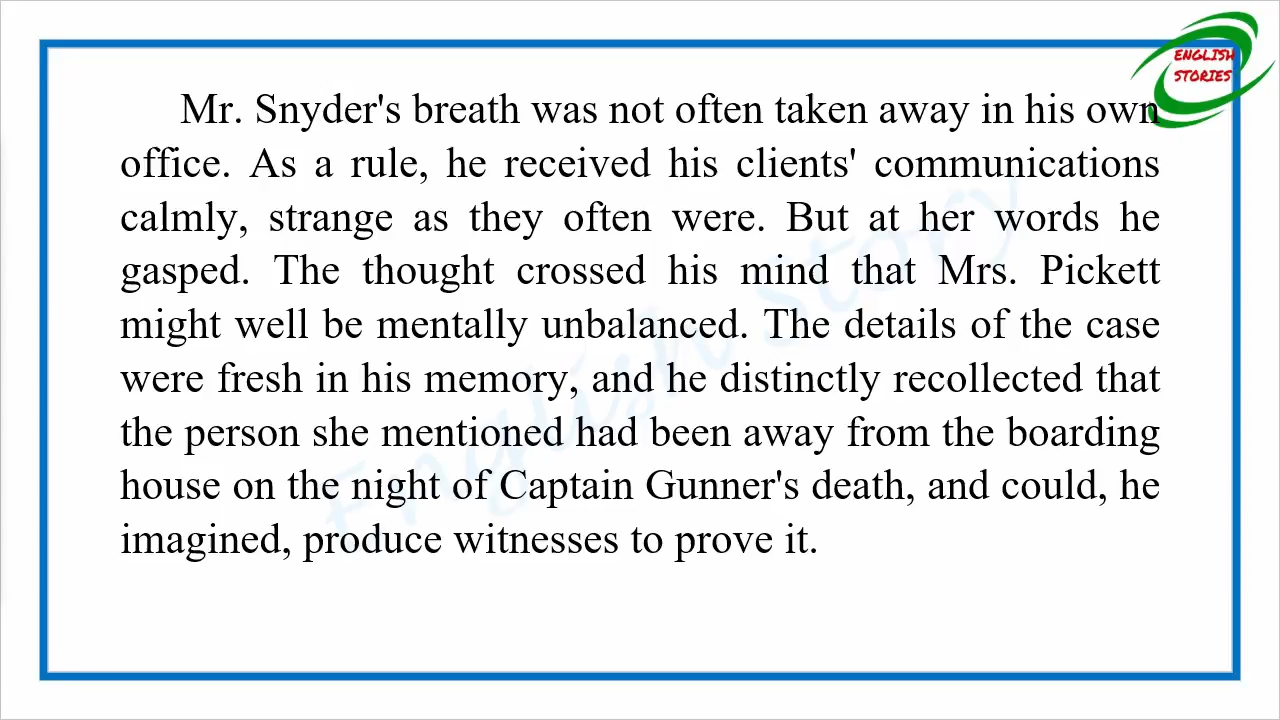 ENGLISH
STORIES
Mr. Snyder's breath was not often taken away in his own
office. As a rule, he received his clients' communications
calmly, strange as they often were. But at her words he
gasped. The thought crossed his mind that Mrs. Pickett
might well be mentally unbalanced. The details of the case
were fresh in his memory, and he distinctly recollected that
the person she mentioned had been away from the boarding
house on the night of Captain Gunner's death, and could, he
imagined, produce witnesses to prove it.
English Story